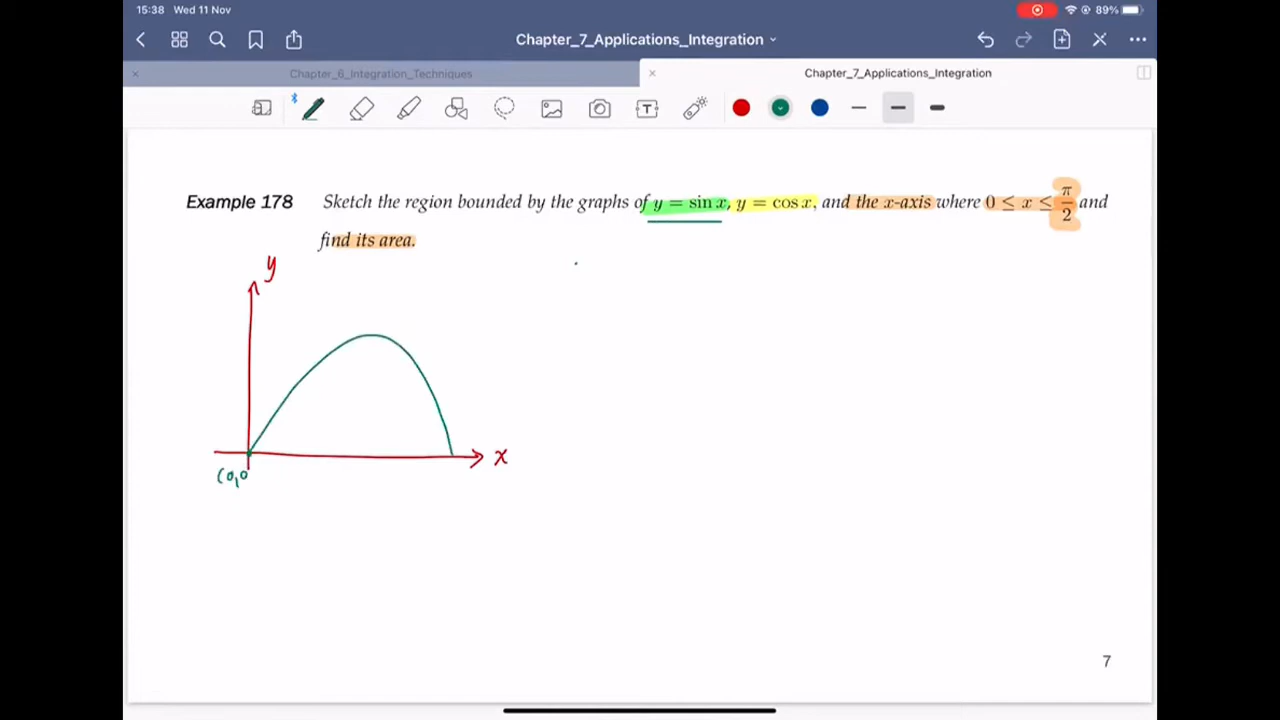 15:38 Wed 11 Nov 89%
Chapter_7_Applications_Integration
Chapter_6_Integration_Techniques
Chapter_7_Applications_Integration
T
Example 178 Sketch the region bounded by the graphs of y = sin x, y = cos x, and the x-axis where 0 ≤ x ≤ π/2 and
find its area.
y
x
(0,0
7